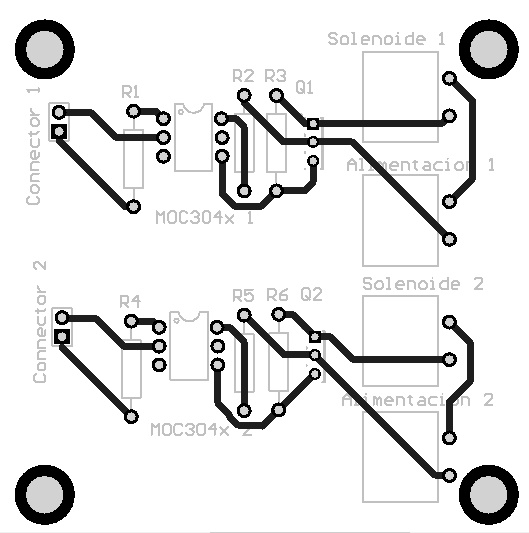 Solenoide 1
R1
R2
R3
Q1
Connector 1
Alimentacion 1
MOC304x 1
Solenoide 2
R4
R5
R6
Q2
Connector 2
Alimentacion 2
MOC304x 2